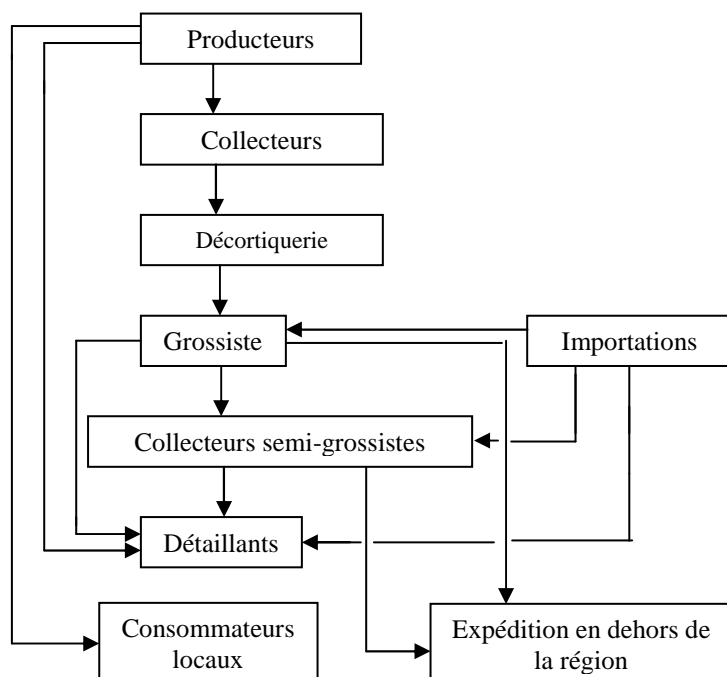 Producteurs
Collecteurs
Décortiquerie
Grossiste
Importations
Collecteurs semi-grossistes
Détaillants
Consommateurs
locaux
Expédition en dehors de
la région